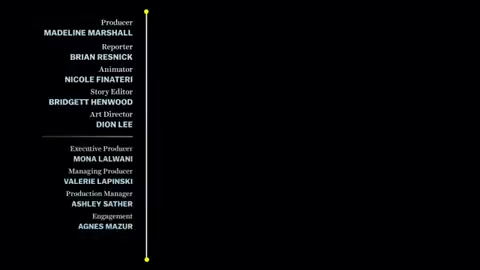 Producer
MADELINE MARSHALL
Reporter
BRIAN RESNICK
Animator
NICOLE FINATERI
Story Editor
BRIDGETT HENWOOD
Art Director
DION LEE
Executive Producer
MONA LALWANI
Managing Producer
VALERIE LAPINSKI
Production Manager
ASHLEY SATHER
Engagement
AGNES MAZUR